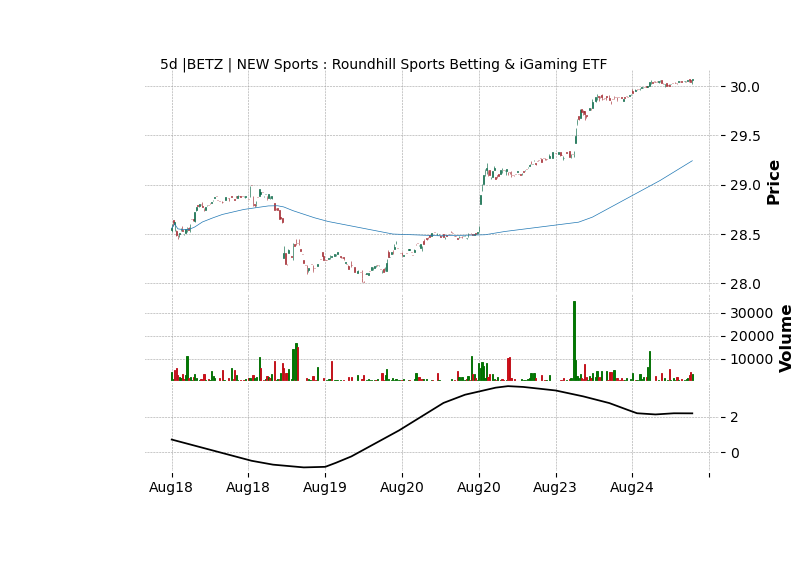 5d |BETZ | NEW Sports : Roundhill Sports Betting & iGaming ETF
30.0
29.5
29.0
28.5
28.0
Price
30000
20000
10000
Volume
2
0
Aug18 Aug18 Aug19 Aug20 Aug20 Aug23 Aug24